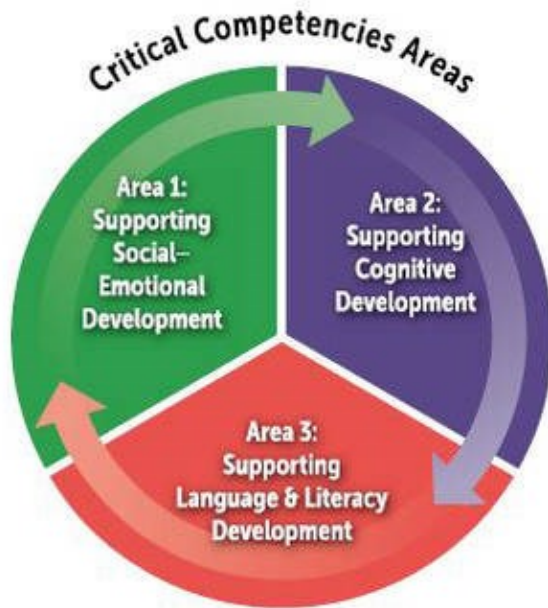 Critical Competencies Areas
Area 1:
Supporting
Social–
Emotional
Development
Area 2:
Supporting
Cognitive
Development
Area 3:
Supporting
Language & Literacy
Development